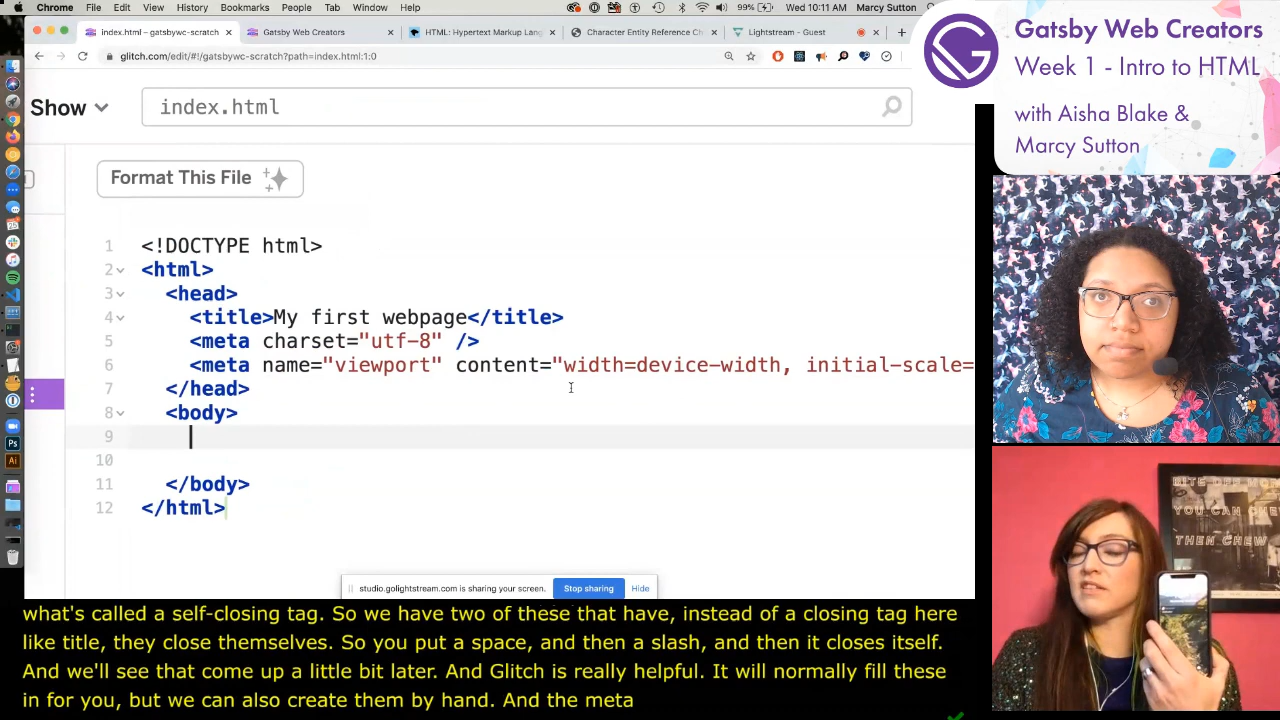 Chrome File Edit View History Bookmarks People Tab Window Help
99% Wed 10:11 AM Marcy Sutton
index.html – gatsbywc-scratch
Gatsby Web Creators
HTML: Hypertext Markup Lang
Character Entity Reference Ch
Lightstream - Guest
glitch.com/edit/#!/gatsbywc-scratch?path=index.html:1:0
Show
index.html
Format This File
1 <!DOCTYPE html>
2 <html>
3 <head>
4 <title>My first webpage</title>
5 <meta charset="utf-8" />
6 <meta name="viewport" content="width=device-width, initial-scale=
7 </head>
8 <body>
9
10
11 </body>
12 </html>
studio.golightstream.com is sharing your screen. Stop sharing Hide
what's called a self-closing tag. So we have two of these that have, instead of a closing tag here
like title, they close themselves. So you put a space, and then a slash, and then it closes itself.
And we'll see that come up a little bit later. And Glitch is really helpful. It will normally fill these
in for you, but we can also create them by hand. And the meta
Gatsby Web Creators
Week 1 - Intro to HTML
with Aisha Blake &
Marcy Sutton
YOU CAN CHEW
THEN CHEW
Ps
Ai